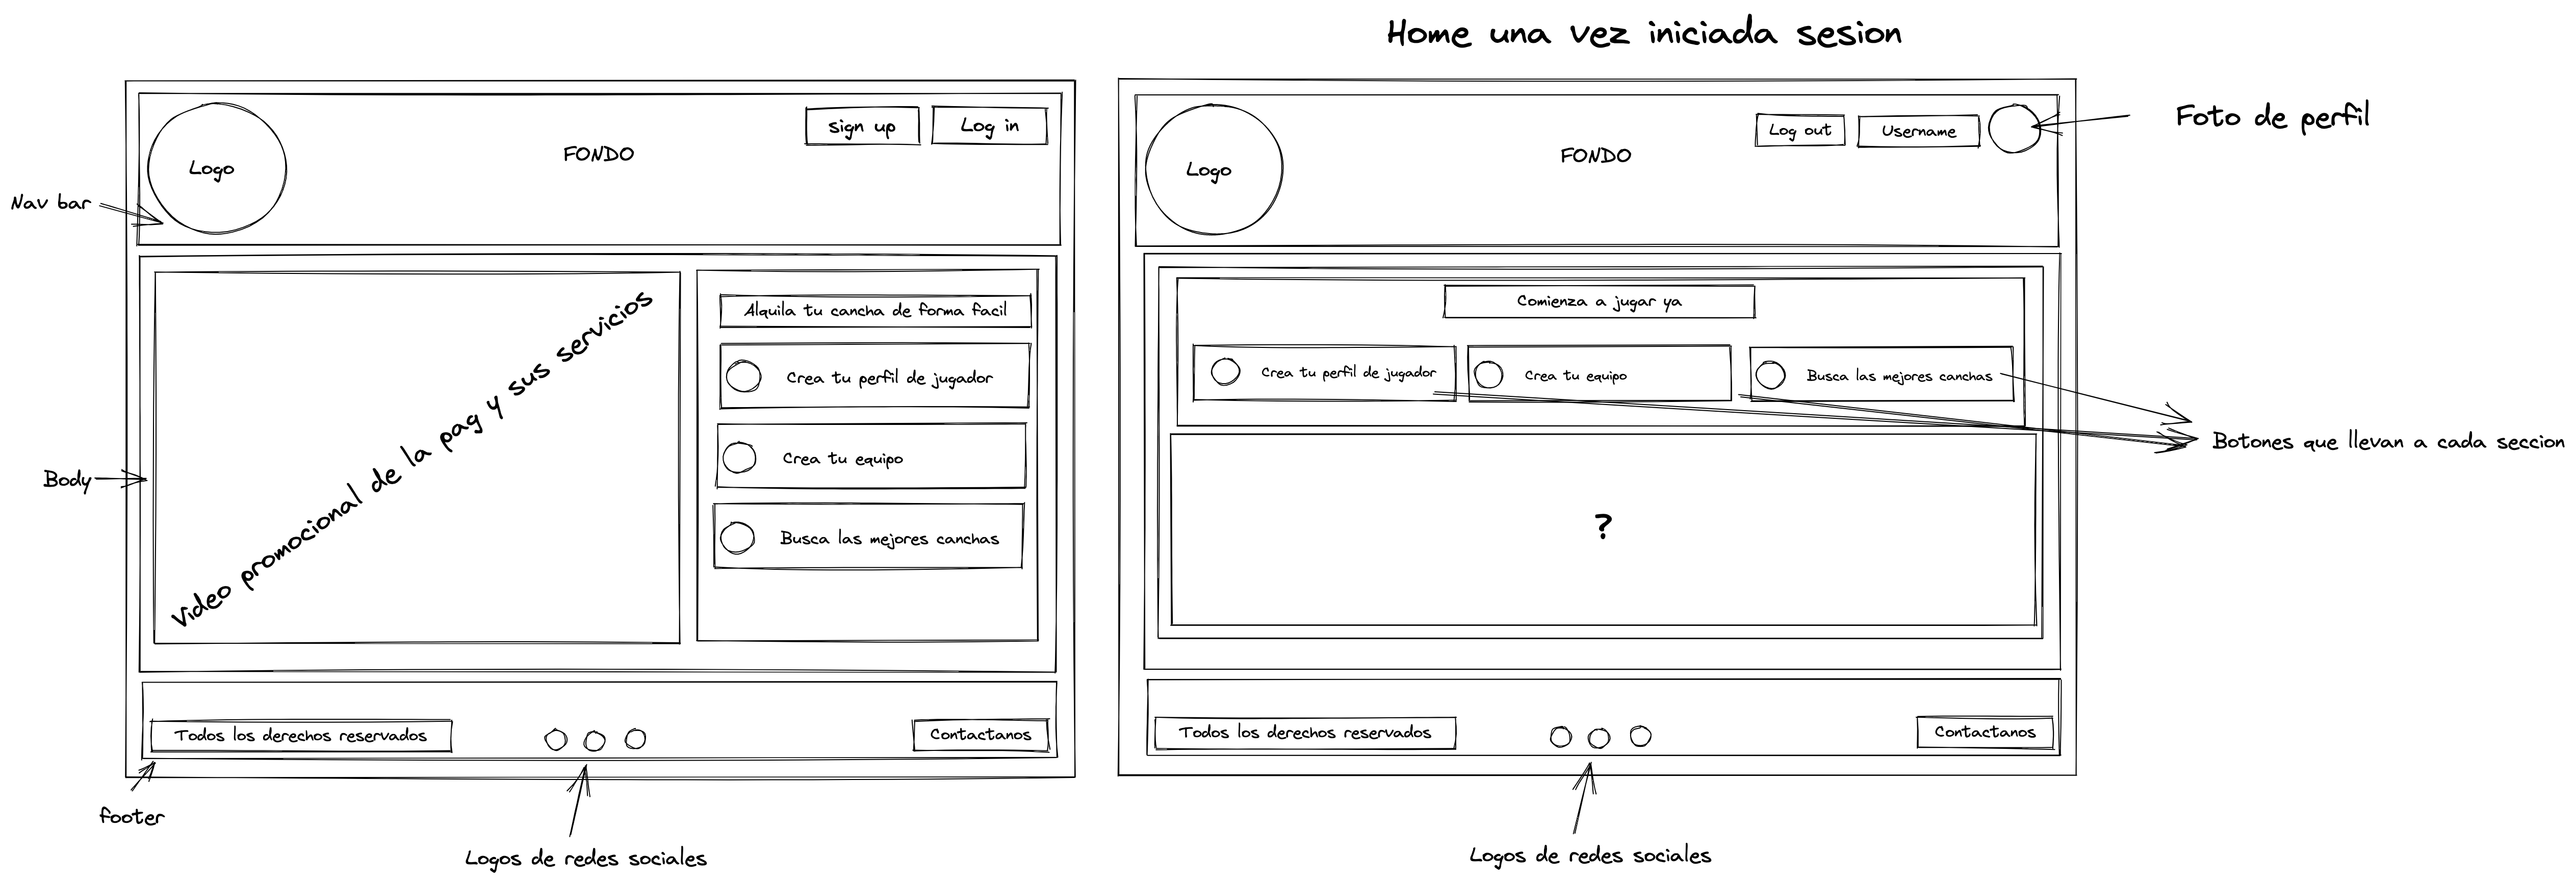 Home una vez iniciada sesion
sign up
Log in
FONDO
Logo
Nav bar
Alquila tu cancha de forma facil
Crea tu perfil de jugador
Crea tu equipo
Busca las mejores canchas
Video promocional de la pag y sus servicios
Body
Todos los derechos reservados
Contactanos
footer
Logos de redes sociales
Foto de perfil
Log out
Username
FONDO
Logo
Comienza a jugar ya
Crea tu perfil de jugador
Crea tu equipo
Busca las mejores canchas
Botones que llevan a cada seccion
?
Todos los derechos reservados
Contactanos
Logos de redes sociales